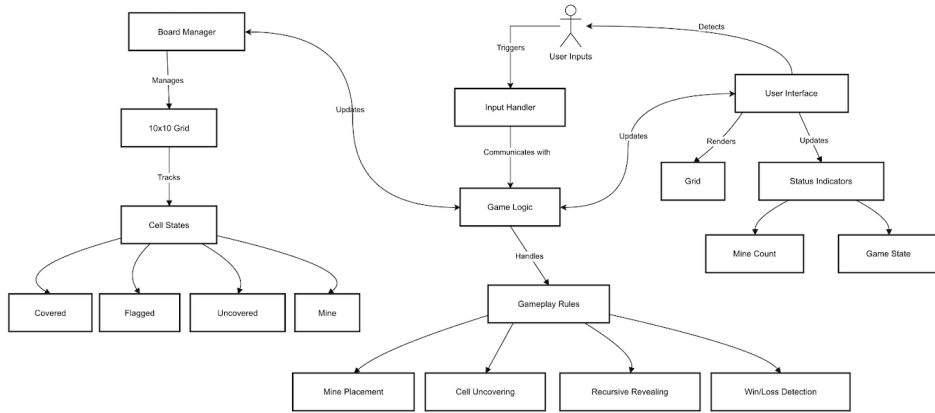 Board Manager
Detects
Triggers
User Inputs
Manages
User Interface
Input Handler
Updates
10x10 Grid
Updates
Renders
Updates
Communicates with
Tracks
Grid
Status Indicators
Cell States
Game Logic
Mine Count
Game State
Handles
Covered
Flagged
Uncovered
Mine
Gameplay Rules
Mine Placement
Cell Uncovering
Recursive Revealing
Win/Loss Detection